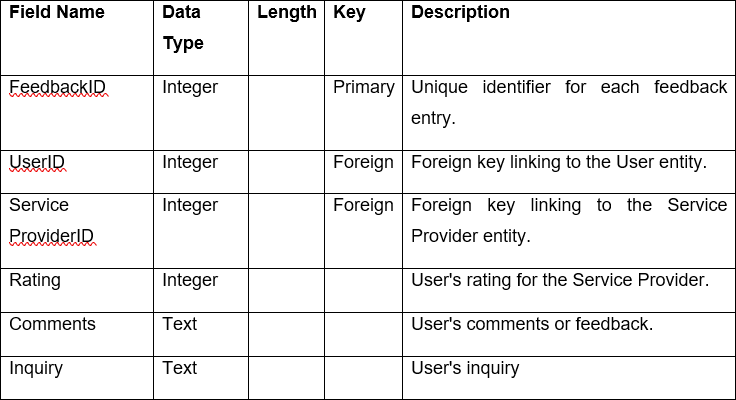 Field Name Data Length Key Description
Type
FeedbackID Integer Primary Unique identifier for each feedback
entry.
UserID Integer Foreign Foreign key linking to the User entity.
Service Integer Foreign Foreign key linking to the Service
ProviderID Provider entity.
Rating Integer User's rating for the Service Provider.
Comments Text User's comments or feedback.
Inquiry Text User's inquiry